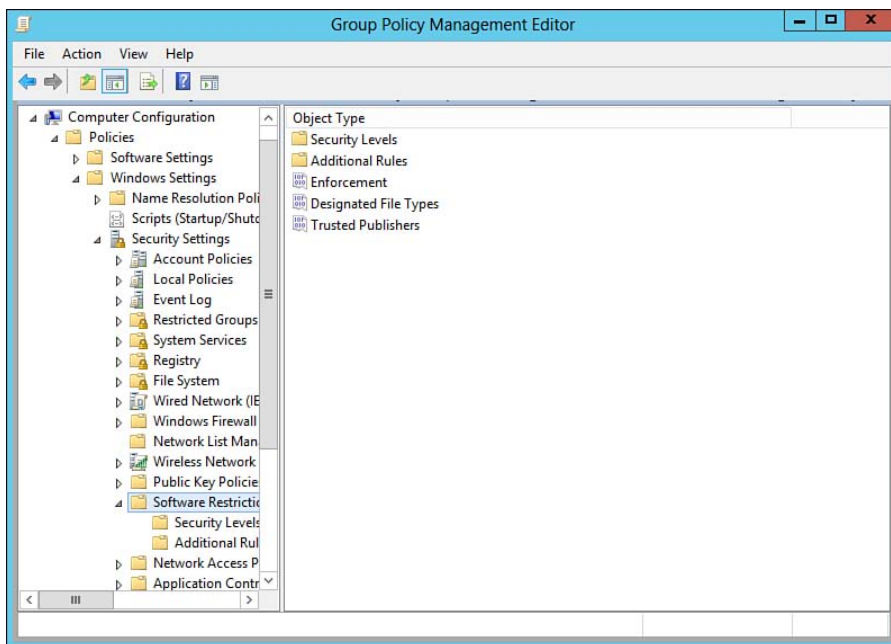 Group Policy Management Editor
File Action View Help
Computer Configuration
Policies
Software Settings
Windows Settings
Name Resolution Poli
Scripts (Startup/Shutd
Security Settings
Account Policies
Local Policies
Event Log
Restricted Groups
System Services
Registry
File System
Wired Network (IE
Windows Firewall
Network List Man
Wireless Network
Public Key Policie
Software Restrictio
Security Levels
Additional Rul
Network Access P
Application Contr
Object Type
Security Levels
Additional Rules
Enforcement
Designated File Types
Trusted Publishers